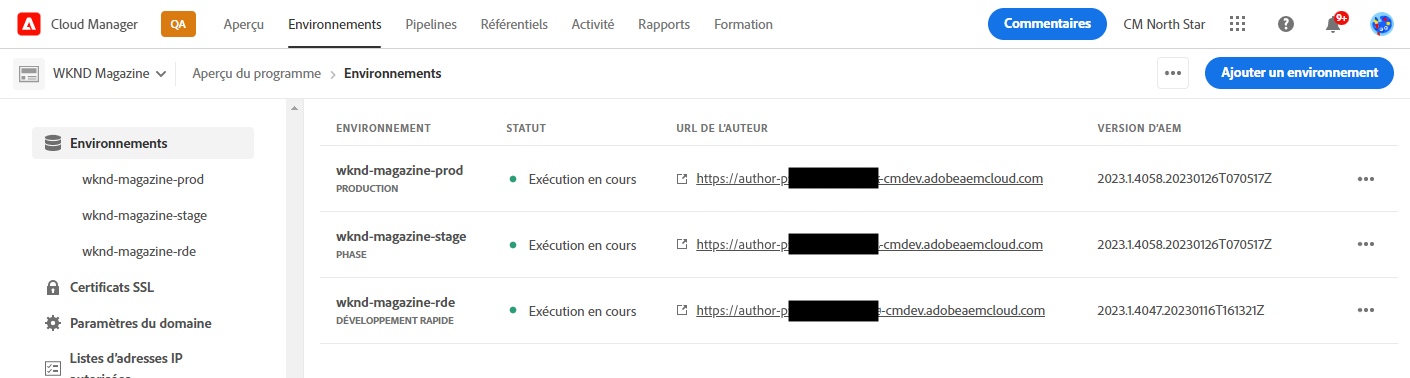 Cloud Manager QA Aperçu Environnements Pipelines Référentiels Activité Rapports Formation Commentaires CM North Star 9+
WKND Magazine Aperçu du programme Environnements Ajouter un environnement
Environnements
wknd-magazine-prod
wknd-magazine-stage
wknd-magazine-rde
Certificats SSL
Paramètres du domaine
Listes d'adresses IP
autorisées
ENVIRONNEMENT STATUT URL DE L'AUTEUR VERSION D'AEM
wknd-magazine-prod
PRODUCTION
Exécution en cours https://author-p -cmdev.adobeaemcloud.com 2023.1.4058.20230126T070517Z
wknd-magazine-stage
PHASE
Exécution en cours https://author-p -cmdev.adobeaemcloud.com 2023.1.4058.20230126T070517Z
wknd-magazine-rde
DÉVELOPPEMENT RAPIDE
Exécution en cours https://author-p -cmdev.adobeaemcloud.com 2023.1.4047.20230116T161321Z